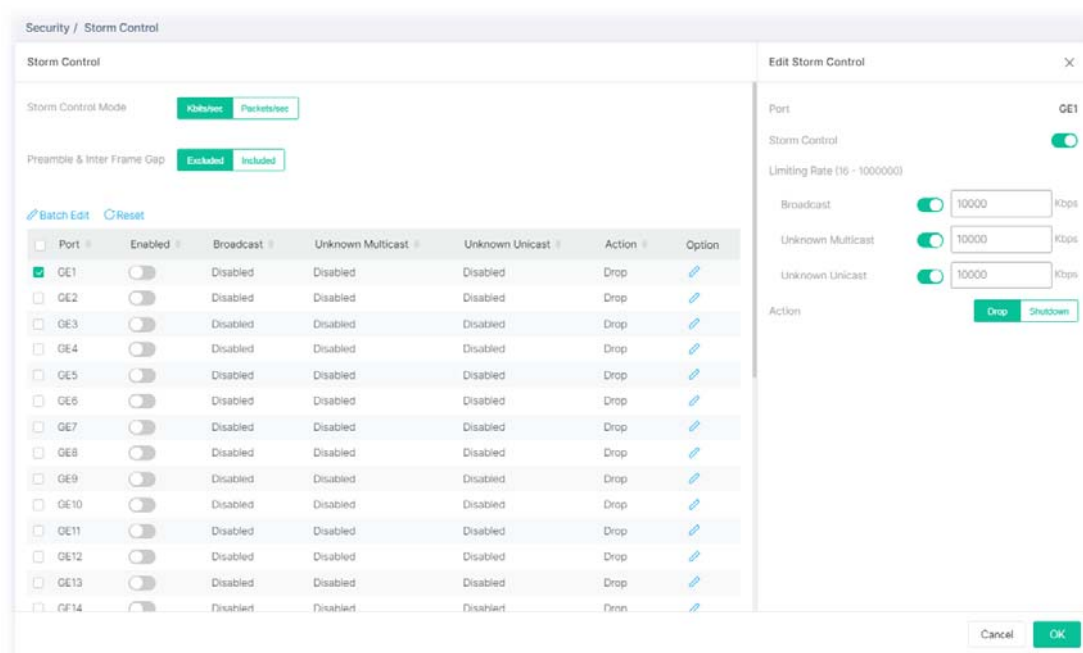 Security / Storm Control
Storm Control
Storm Control Mode Kbits/sec Packets/sec
Preamble & Inter Frame Gap Excluded Included
Batch Edit Reset
Port Enabled Broadcast Unknown Multicast Unknown Unicast Action Option
GE1 Disabled Disabled Disabled Drop
GE2 Disabled Disabled Disabled Drop
GE3 Disabled Disabled Disabled Drop
GE4 Disabled Disabled Disabled Drop
GE5 Disabled Disabled Disabled Drop
GE6 Disabled Disabled Disabled Drop
GE7 Disabled Disabled Disabled Drop
GE8 Disabled Disabled Disabled Drop
GE9 Disabled Disabled Disabled Drop
GE10 Disabled Disabled Disabled Drop
GE11 Disabled Disabled Disabled Drop
GE12 Disabled Disabled Disabled Drop
GE13 Disabled Disabled Disabled Drop
GE14 Disabled Disabled Disabled Drop
Edit Storm Control
Port GE1
Storm Control
Limiting Rate (16 - 1000000)
Broadcast 10000 Kbps
Unknown Multicast 10000 Kbps
Unknown Unicast 10000 Kbps
Action Drop Shutdown
Cancel OK